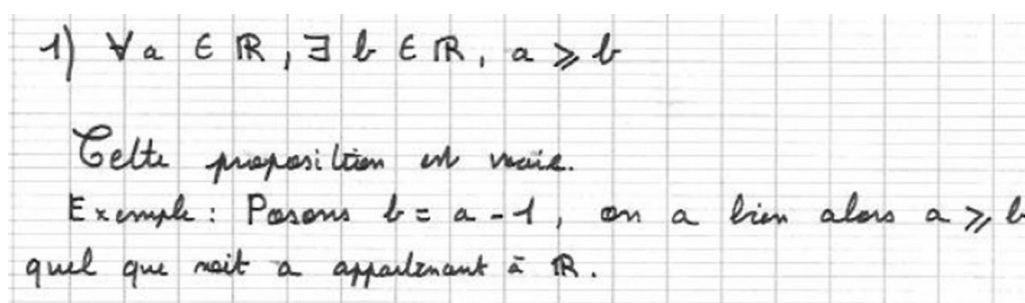 1) ∀a ∈ ℝ, ∃ b ∈ ℝ, a ⩾ b
Cette proposition est vraie.
Exemple : Posons b = a - 1, on a bien alors a ⩾ b
quel que soit a appartenant à ℝ.